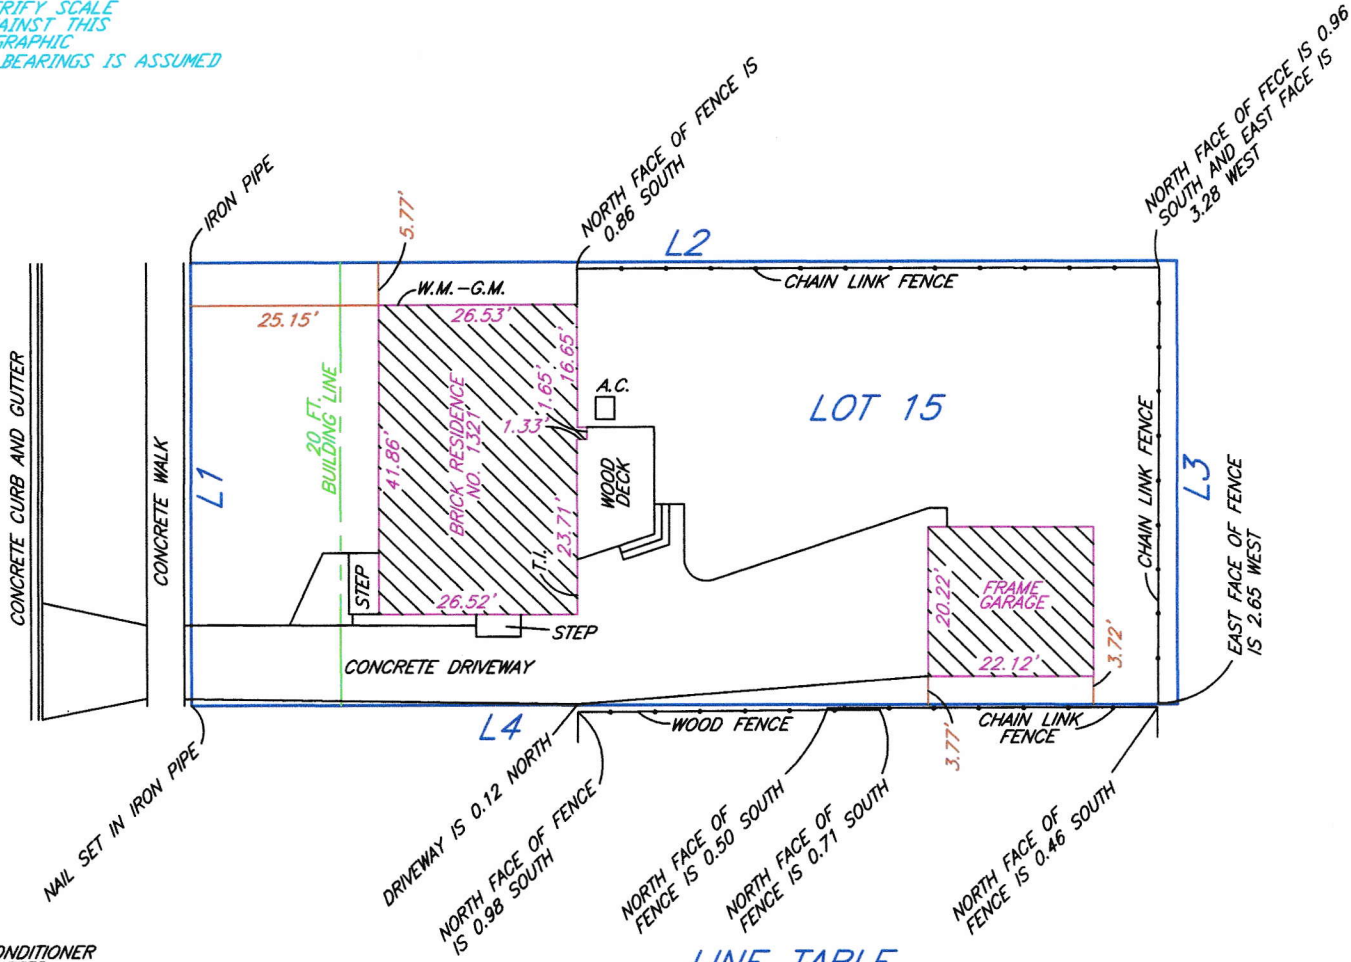 RIFY SCALE
AINST THIS
GRAPHIC
BEARINGS IS ASSUMED
IRON PIPE
5.77'
NORTH FACE OF FENCE IS
0.86 SOUTH
L2
NORTH FACE OF FECE IS 0.96
SOUTH AND EAST FACE IS
3.28 WEST
W.M.-G.M.
CHAIN LINK FENCE
25.15'
26.53'
16.65'
1.65'
1.33'
A.C.
LOT 15
CONCRETE CURB AND GUTTER
CONCRETE WALK
L1
20 FT.
BUILDING LINE
41.86'
BRICK RESIDENCE
NO. 1321
23.71'
T.I.
WOOD
DECK
CHAIN LINK FENCE
L3
EAST FACE OF FENCE
IS 2.65 WEST
STEP
26.52'
STEP
20.22'
FRAME
GARAGE
22.12'
3.72'
CONCRETE DRIVEWAY
L4
WOOD FENCE
CHAIN LINK
FENCE
3.77'
NAIL SET IN IRON PIPE
DRIVEWAY IS 0.12 NORTH
NORTH FACE OF FENCE
IS 0.98 SOUTH
NORTH FACE OF
FENCE IS 0.50 SOUTH
NORTH FACE OF
FENCE IS 0.71 SOUTH
NORTH FACE OF
FENCE IS 0.46 SOUTH
ONDITIONER
LINE TABLE